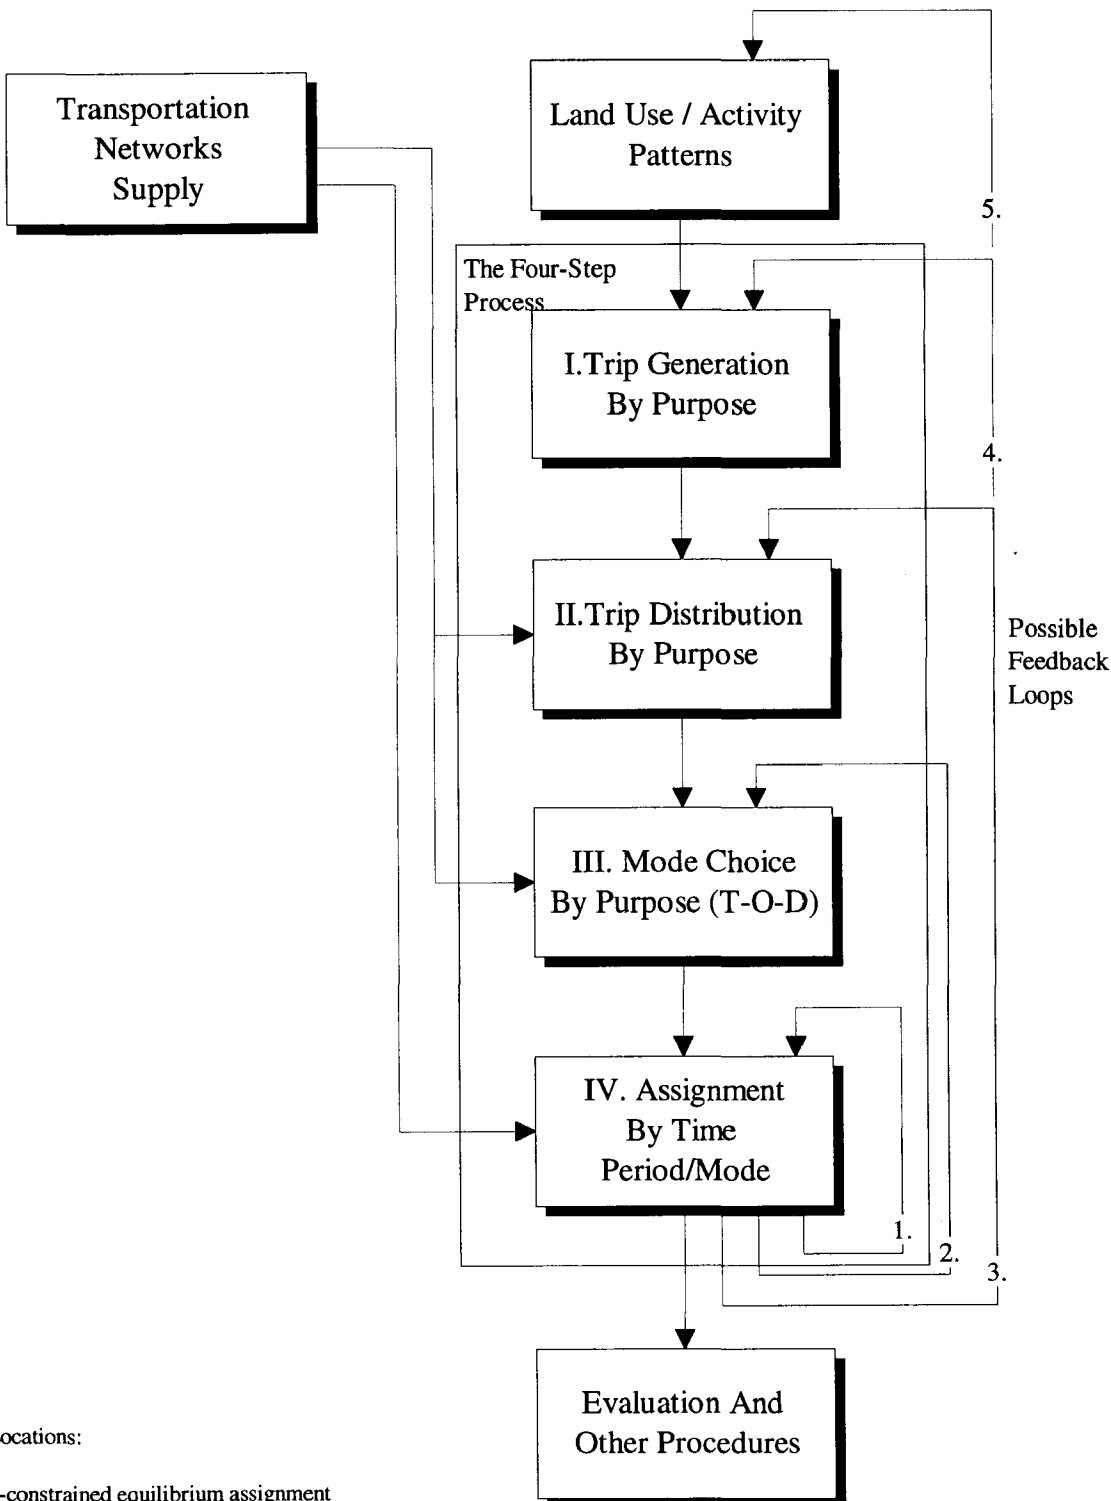 Transportation
Networks
Supply
Land Use / Activity
Patterns
5.
The Four-Step
Process
I.Trip Generation
By Purpose
4.
II.Trip Distribution
By Purpose
Possible
Feedback
Loops
III. Mode Choice
By Purpose (T-O-D)
IV. Assignment
By Time
Period/Mode
1.
2.
3.
Evaluation And
Other Procedures
ocations:
-constrained equilibrium assignment